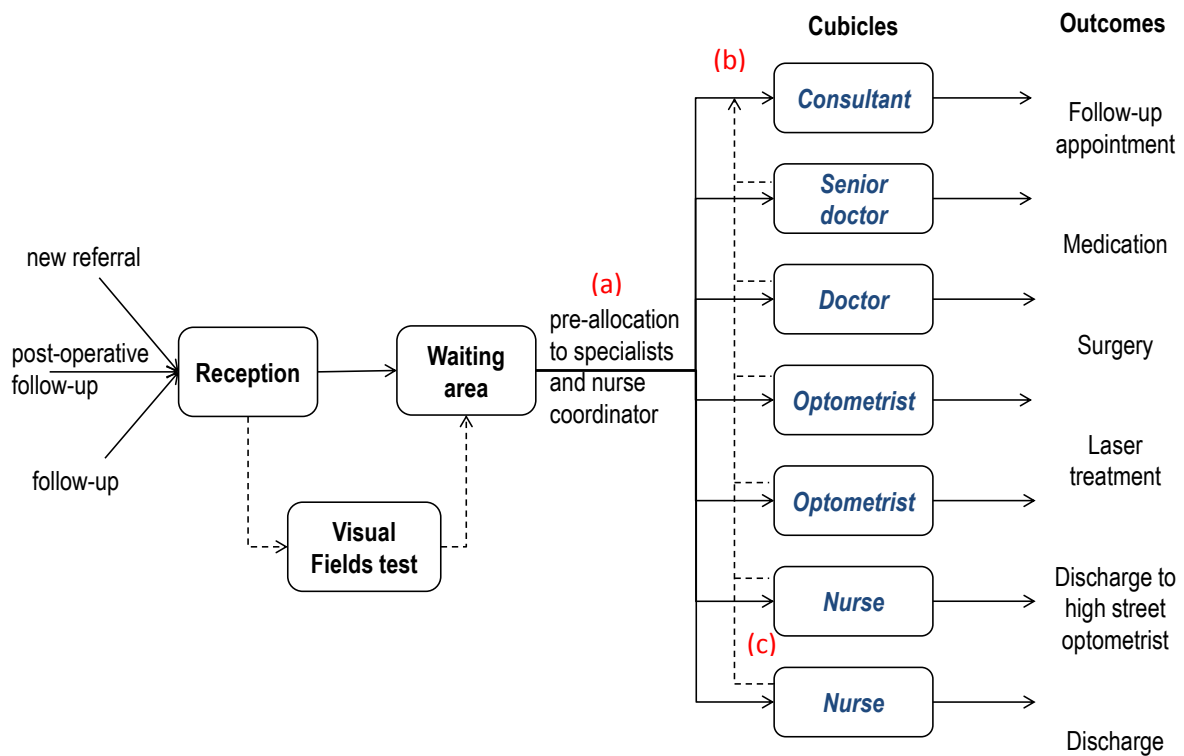 Cubicles
Outcomes
(b)
Consultant
Follow-up
appointment
Senior
doctor
Medication
new referral
(a)
Doctor
pre-allocation
to specialists
and nurse
coordinator
Surgery
post-operative
follow-up
Reception
Waiting
area
Optometrist
Laser
treatment
follow-up
Optometrist
Visual
Fields test
Nurse
Discharge to
high street
optometrist
(c)
Nurse
Discharge